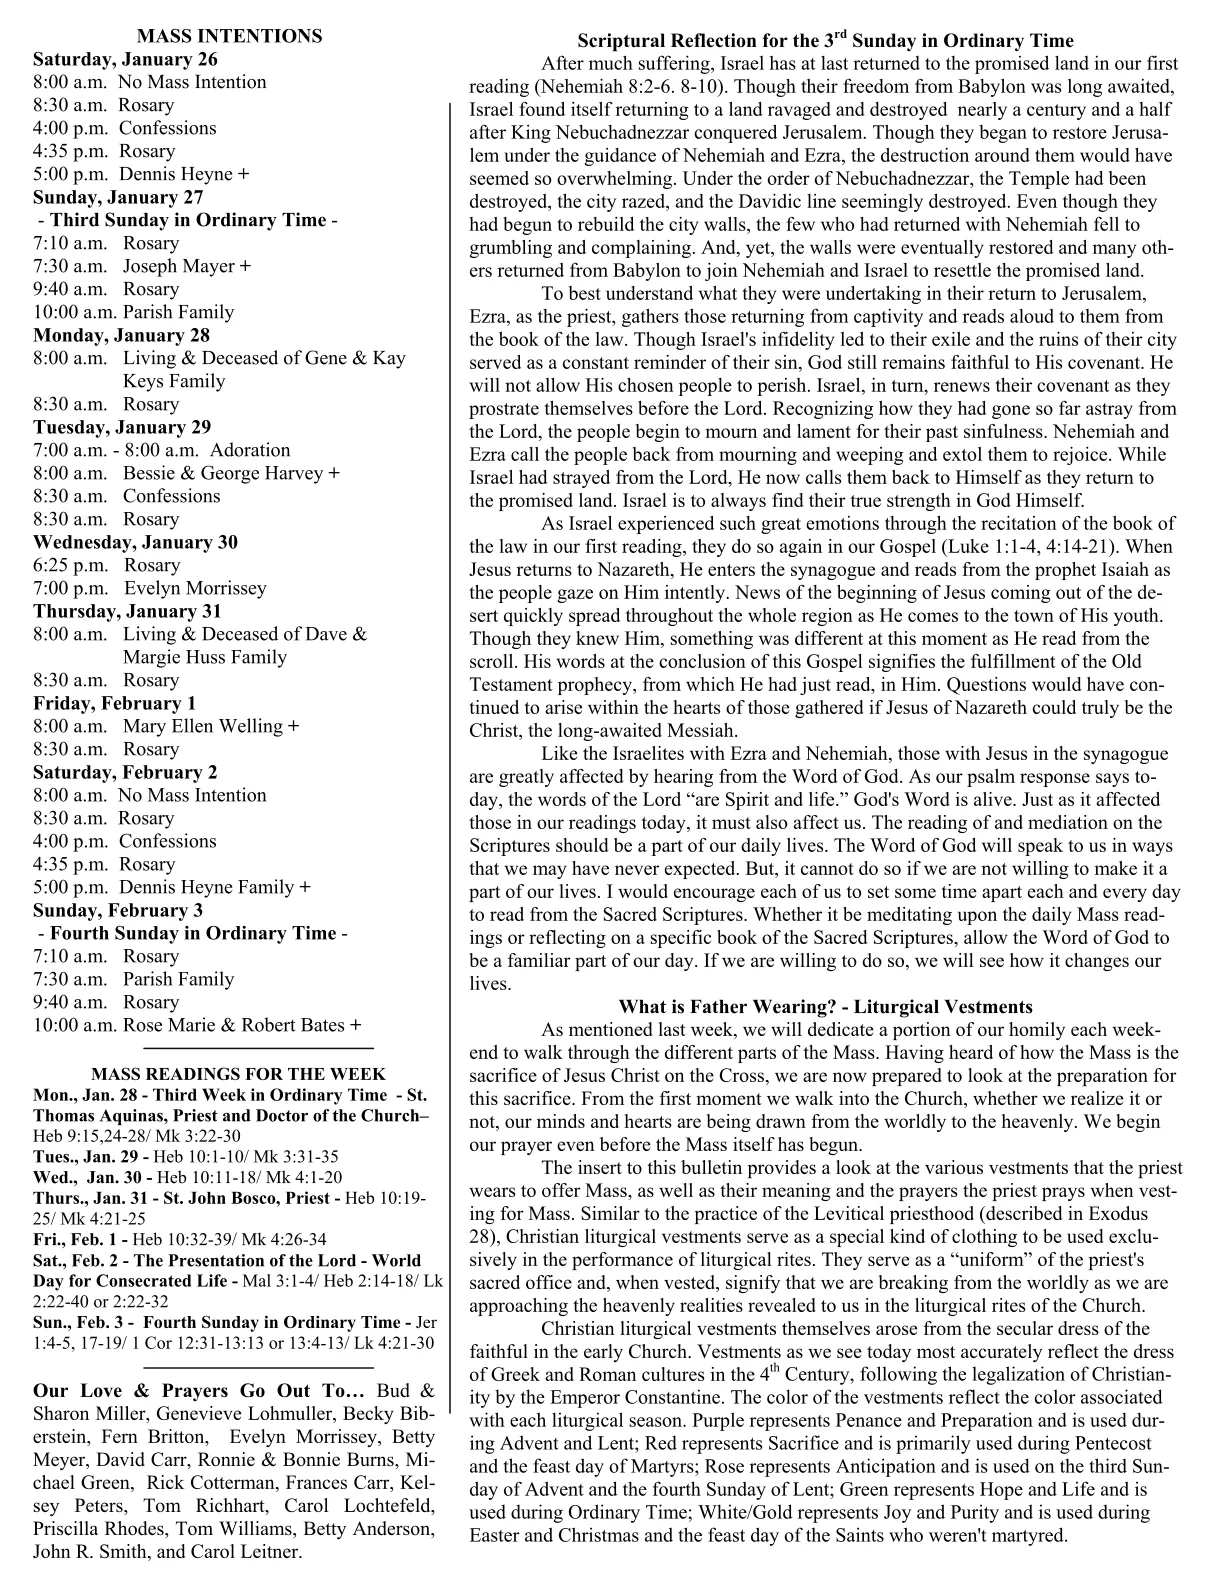 MASS INTENTIONS
Saturday, January 26
8:00 a.m.  No Mass Intention
8:30 a.m.  Rosary
4:00 p.m.  Confessions
4:35 p.m.  Rosary
5:00 p.m.  Dennis Heyne +
Sunday, January 27
- Third Sunday in Ordinary Time -
7:10 a.m.   Rosary
7:30 a.m.   Joseph Mayer +
9:40 a.m.   Rosary
10:00 a.m. Parish Family
Monday, January 28
8:00 a.m.   Living & Deceased of Gene & Kay
Keys Family
8:30 a.m.   Rosary
Tuesday, January 29
7:00 a.m. - 8:00 a.m.  Adoration
8:00 a.m.   Bessie & George Harvey +
8:30 a.m.   Confessions
8:30 a.m.   Rosary
Wednesday, January 30
6:25 p.m.   Rosary
7:00 p.m.   Evelyn Morrissey
Thursday, January 31
8:00 a.m.   Living & Deceased of Dave &
Margie Huss Family
8:30 a.m.   Rosary
Friday, February 1
8:00 a.m.   Mary Ellen Welling +
8:30 a.m.   Rosary
Saturday, February 2
8:00 a.m.  No Mass Intention
8:30 a.m.  Rosary
4:00 p.m.  Confessions
4:35 p.m.  Rosary
5:00 p.m.  Dennis Heyne Family +
Sunday, February 3
- Fourth Sunday in Ordinary Time -
7:10 a.m.   Rosary
7:30 a.m.   Parish Family
9:40 a.m.   Rosary
10:00 a.m. Rose Marie & Robert Bates +
MASS READINGS FOR THE WEEK
Mon., Jan. 28 - Third Week in Ordinary Time  - St.
Thomas Aquinas, Priest and Doctor of the Church–
Heb 9:15,24-28/ Mk 3:22-30
Tues., Jan. 29 - Heb 10:1-10/ Mk 3:31-35
Wed.,  Jan. 30 - Heb 10:11-18/ Mk 4:1-20
Thurs., Jan. 31 - St. John Bosco, Priest - Heb 10:19-
25/ Mk 4:21-25
Fri., Feb. 1 - Heb 10:32-39/ Mk 4:26-34
Sat., Feb. 2 - The Presentation of the Lord - World
Day for Consecrated Life - Mal 3:1-4/ Heb 2:14-18/ Lk
2:22-40 or 2:22-32
Sun., Feb. 3 -  Fourth Sunday in Ordinary Time - Jer
1:4-5, 17-19/ 1 Cor 12:31-13:13 or 13:4-13/ Lk 4:21-30
Our Love & Prayers Go Out To… Bud &
Sharon Miller, Genevieve Lohmuller, Becky Bib-
erstein, Fern Britton,  Evelyn Morrissey, Betty
Meyer, David Carr, Ronnie & Bonnie Burns, Mi-
chael Green,  Rick Cotterman, Frances Carr, Kel-
sey Peters, Tom Richhart, Carol Lochtefeld,
Priscilla Rhodes, Tom Williams, Betty Anderson,
John R. Smith, and Carol Leitner.
Scriptural Reflection for the 3rd Sunday in Ordinary Time
After much suffering, Israel has at last returned to the promised land in our first
reading (Nehemiah 8:2-6. 8-10). Though their freedom from Babylon was long awaited,
Israel found itself returning to a land ravaged and destroyed  nearly a century and a half
after King Nebuchadnezzar conquered Jerusalem. Though they began to restore Jerusa-
lem under the guidance of Nehemiah and Ezra, the destruction around them would have
seemed so overwhelming. Under the order of Nebuchadnezzar, the Temple had been
destroyed, the city razed, and the Davidic line seemingly destroyed. Even though they
had begun to rebuild the city walls, the few who had returned with Nehemiah fell to
grumbling and complaining. And, yet, the walls were eventually restored and many oth-
ers returned from Babylon to join Nehemiah and Israel to resettle the promised land.
To best understand what they were undertaking in their return to Jerusalem,
Ezra, as the priest, gathers those returning from captivity and reads aloud to them from
the book of the law. Though Israel's infidelity led to their exile and the ruins of their city
served as a constant reminder of their sin, God still remains faithful to His covenant. He
will not allow His chosen people to perish. Israel, in turn, renews their covenant as they
prostrate themselves before the Lord. Recognizing how they had gone so far astray from
the Lord, the people begin to mourn and lament for their past sinfulness. Nehemiah and
Ezra call the people back from mourning and weeping and extol them to rejoice. While
Israel had strayed from the Lord, He now calls them back to Himself as they return to
the promised land. Israel is to always find their true strength in God Himself.
As Israel experienced such great emotions through the recitation of the book of
the law in our first reading, they do so again in our Gospel (Luke 1:1-4, 4:14-21). When
Jesus returns to Nazareth, He enters the synagogue and reads from the prophet Isaiah as
the people gaze on Him intently. News of the beginning of Jesus coming out of the de-
sert quickly spread throughout the whole region as He comes to the town of His youth.
Though they knew Him, something was different at this moment as He read from the
scroll. His words at the conclusion of this Gospel signifies the fulfillment of the Old
Testament prophecy, from which He had just read, in Him. Questions would have con-
tinued to arise within the hearts of those gathered if Jesus of Nazareth could truly be the
Christ, the long-awaited Messiah.
Like the Israelites with Ezra and Nehemiah, those with Jesus in the synagogue
are greatly affected by hearing from the Word of God. As our psalm response says to-
day, the words of the Lord “are Spirit and life.” God's Word is alive. Just as it affected
those in our readings today, it must also affect us. The reading of and mediation on the
Scriptures should be a part of our daily lives. The Word of God will speak to us in ways
that we may have never expected. But, it cannot do so if we are not willing to make it a
part of our lives. I would encourage each of us to set some time apart each and every day
to read from the Sacred Scriptures. Whether it be meditating upon the daily Mass read-
ings or reflecting on a specific book of the Sacred Scriptures, allow the Word of God to
be a familiar part of our day. If we are willing to do so, we will see how it changes our
lives.
What is Father Wearing? - Liturgical Vestments
As mentioned last week, we will dedicate a portion of our homily each week-
end to walk through the different parts of the Mass. Having heard of how the Mass is the
sacrifice of Jesus Christ on the Cross, we are now prepared to look at the preparation for
this sacrifice. From the first moment we walk into the Church, whether we realize it or
not, our minds and hearts are being drawn from the worldly to the heavenly. We begin
our prayer even before the Mass itself has begun.
The insert to this bulletin provides a look at the various vestments that the priest
wears to offer Mass, as well as their meaning and the prayers the priest prays when vest-
ing for Mass. Similar to the practice of the Levitical priesthood (described in Exodus
28), Christian liturgical vestments serve as a special kind of clothing to be used exclu-
sively in the performance of liturgical rites. They serve as a “uniform” of the priest's
sacred office and, when vested, signify that we are breaking from the worldly as we are
approaching the heavenly realities revealed to us in the liturgical rites of the Church.
Christian liturgical vestments themselves arose from the secular dress of the
faithful in the early Church. Vestments as we see today most accurately reflect the dress
of Greek and Roman cultures in the 4th Century, following the legalization of Christian-
ity by the Emperor Constantine. The color of the vestments reflect the color associated
with each liturgical season. Purple represents Penance and Preparation and is used dur-
ing Advent and Lent; Red represents Sacrifice and is primarily used during Pentecost
and the feast day of Martyrs; Rose represents Anticipation and is used on the third Sun-
day of Advent and the fourth Sunday of Lent; Green represents Hope and Life and is
used during Ordinary Time; White/Gold represents Joy and Purity and is used during
Easter and Christmas and the feast day of the Saints who weren't martyred.